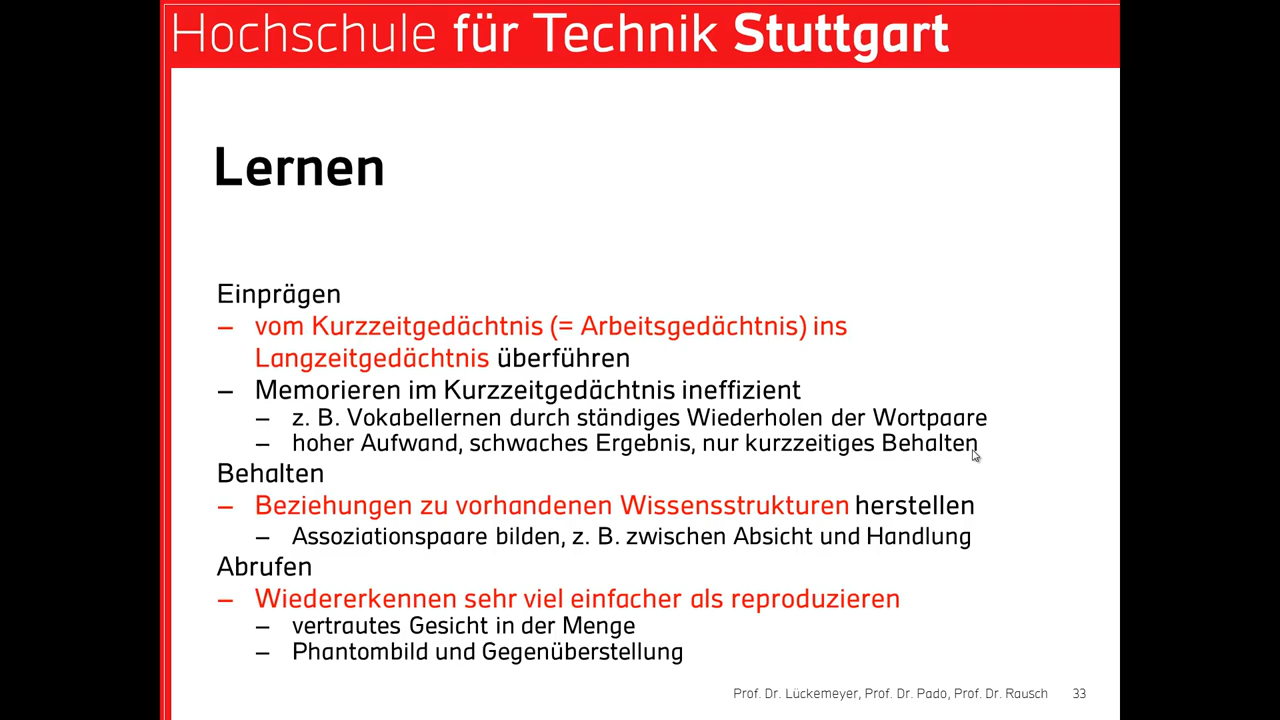 Hochschule für Technik Stuttgart
Lernen
Einprägen
– vom Kurzzeitgedächtnis (= Arbeitsgedächtnis) ins
Langzeitgedächtnis überführen
– Memorieren im Kurzzeitgedächtnis ineffizient
– z. B. Vokabellernen durch ständiges Wiederholen der Wortpaare
– hoher Aufwand, schwaches Ergebnis, nur kurzzeitiges Behalten
Behalten
– Beziehungen zu vorhandenen Wissensstrukturen herstellen
– Assoziationspaare bilden, z. B. zwischen Absicht und Handlung
Abrufen
– Wiedererkennen sehr viel einfacher als reproduzieren
– vertrautes Gesicht in der Menge
– Phantombild und Gegenüberstellung
Prof. Dr. Lückemeyer, Prof. Dr. Pado, Prof. Dr. Rausch 33